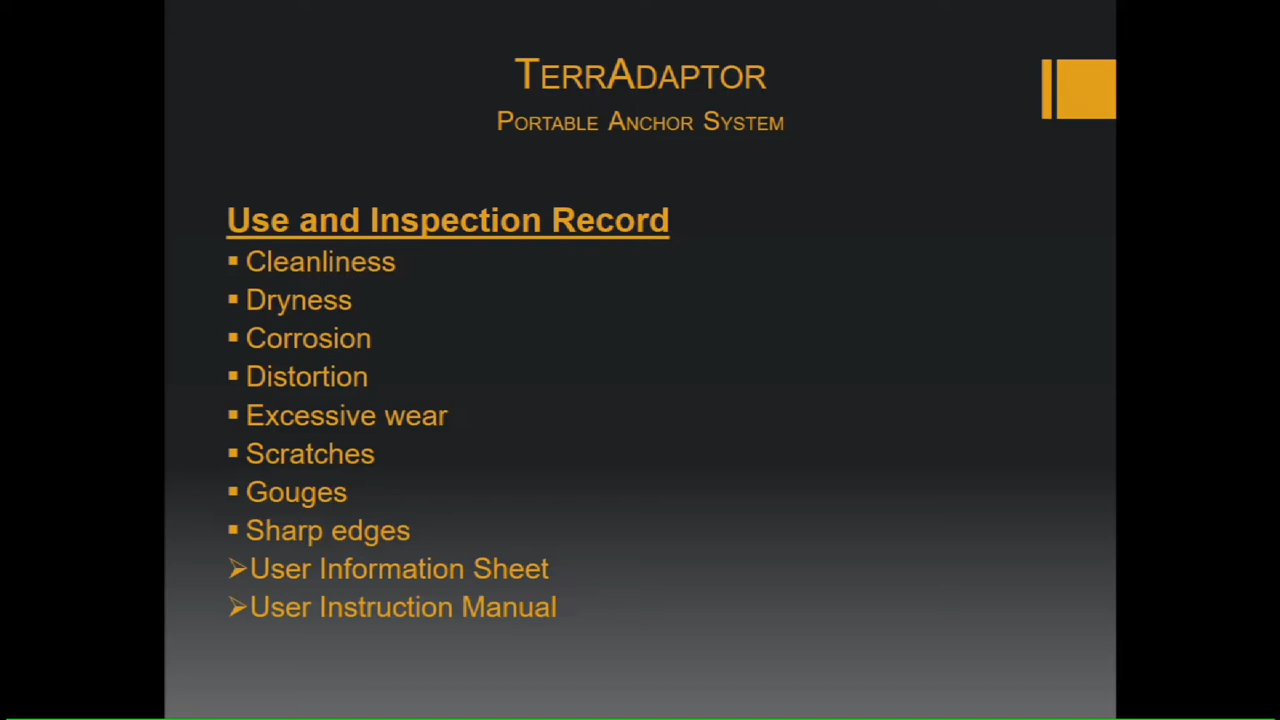 TerrAdaptor
Portable Anchor System
Use and Inspection Record
▪ Cleanliness
▪ Dryness
▪ Corrosion
▪ Distortion
▪ Excessive wear
▪ Scratches
▪ Gouges
▪ Sharp edges
➢ User Information Sheet
➢ User Instruction Manual